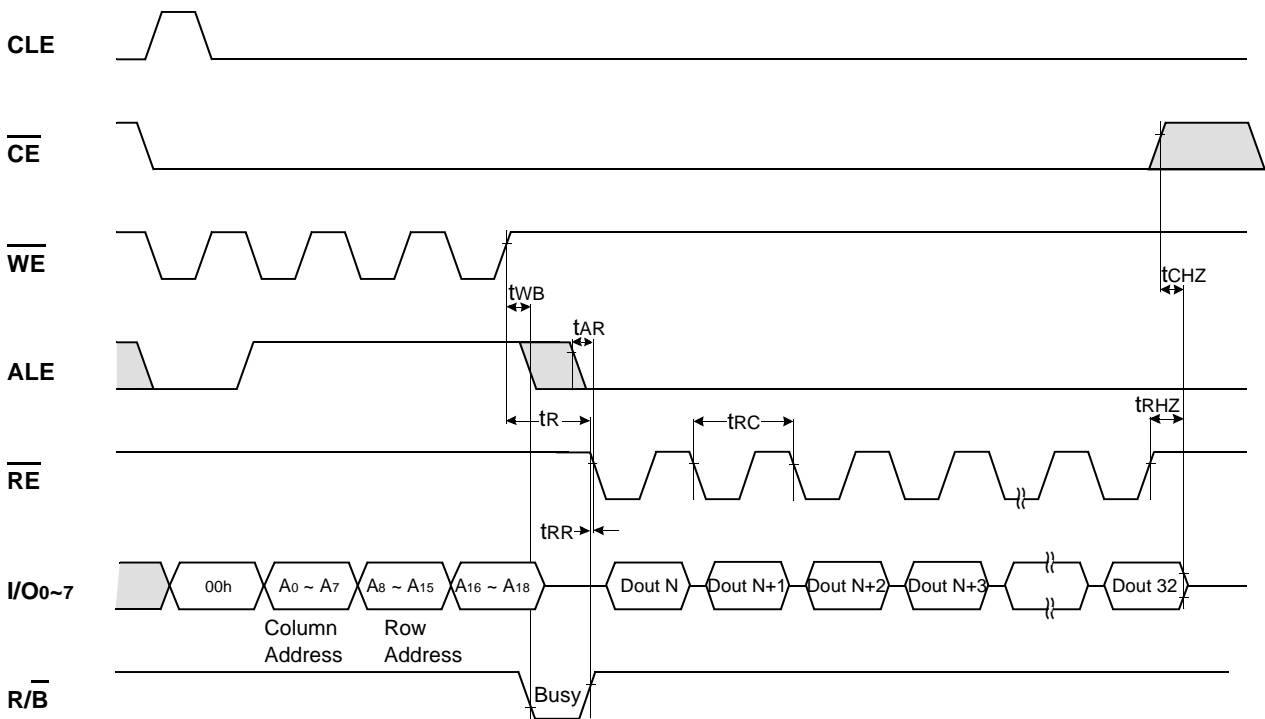 CLE
CE
WE
tCHZ
tWB
tAR
ALE
tRHZ
tR
tRC
RE
tRR
I/O0~7
00h
A0 ~ A7
A8 ~ A15
A16 ~ A18
Dout N
Dout N+1
Dout N+2
Dout N+3
Dout 32
Column
Address
Row
Address
R/B
Busy